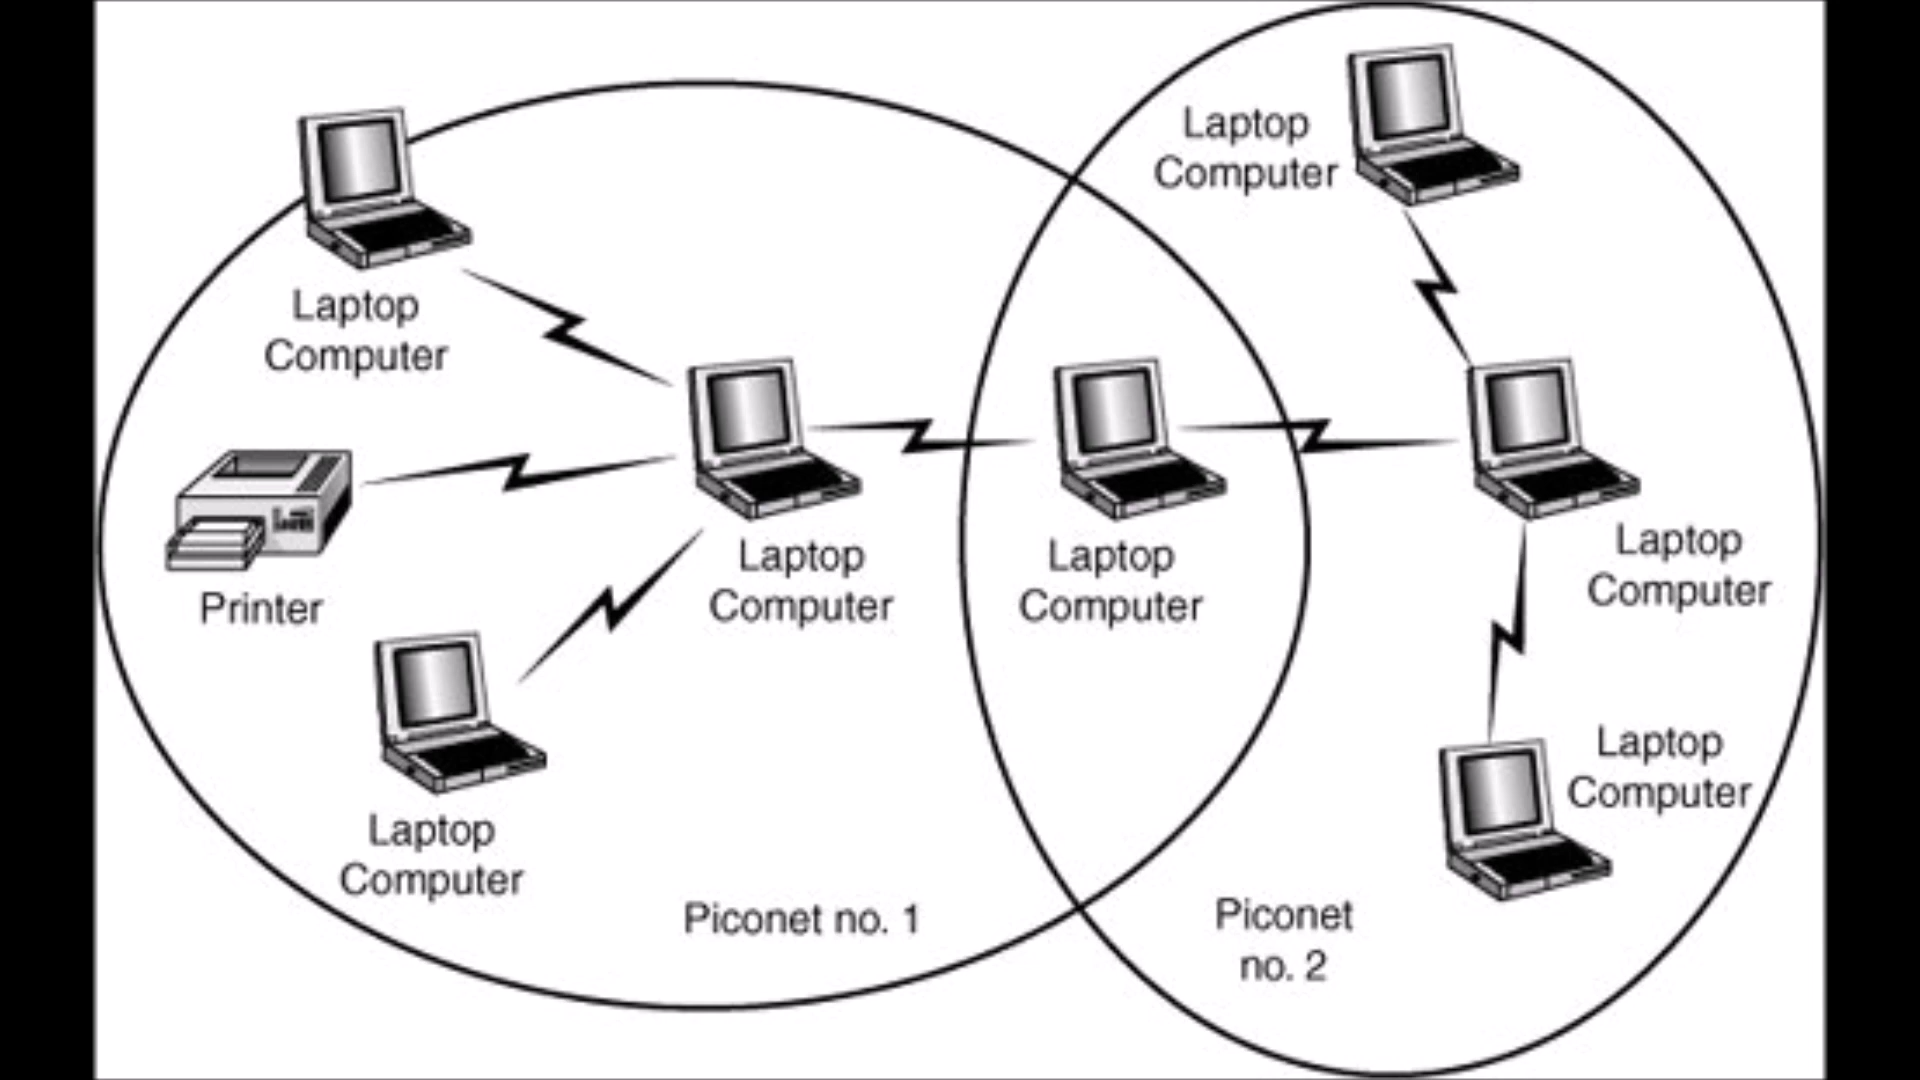 Laptop
Computer
Laptop
Computer
Printer
Laptop
Computer
Laptop
Computer
Laptop
Computer
Laptop
Computer
Laptop
Computer
Laptop
Computer
Piconet no. 1
Piconet
no. 2